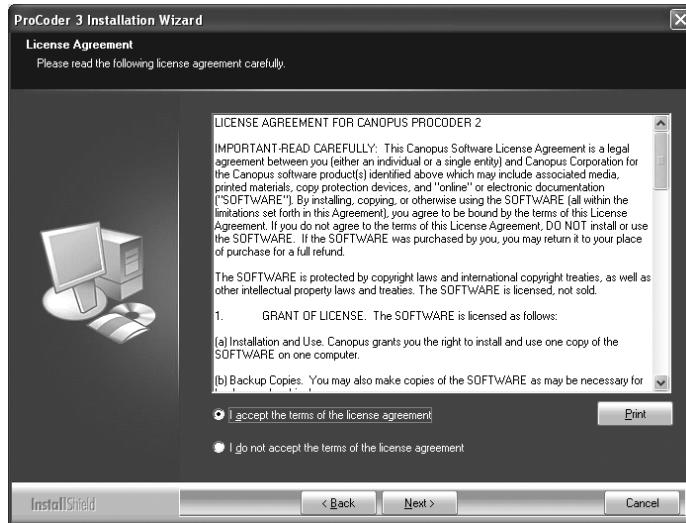 ProCoder 3 Installation Wizard
License Agreement
Please read the following license agreement carefully.
LICENSE AGREEMENT FOR CANOPUS PROCODER 2
IMPORTANT-READ CAREFULLY: This Canopus Software License Agreement is a legal
agreement between you (either an individual or a single entity) and Canopus Corporation for
the Canopus software product(s) identified above which may include associated media,
printed materials, copy protection devices, and "online" or electronic documentation
("SOFTWARE"). By installing, copying, or otherwise using the SOFTWARE (all within the
limitations set forth in this Agreement), you agree to be bound by the terms of this License
Agreement. If you do not agree to the terms of this License Agreement, DO NOT install or use
the SOFTWARE. If the SOFTWARE was purchased by you, you may return it to your place
of purchase for a full refund.
The SOFTWARE is protected by copyright laws and international copyright treaties, as well as
other intellectual property laws and treaties. The SOFTWARE is licensed, not sold.
1. GRANT OF LICENSE. The SOFTWARE is licensed as follows:
(a) Installation and Use. Canopus grants you the right to install and use one copy of the
SOFTWARE on one computer.
(b) Backup Copies. You may also make copies of the SOFTWARE as may be necessary for
I accept the terms of the license agreement
Print
I do not accept the terms of the license agreement
InstallShield
< Back
Next >
Cancel